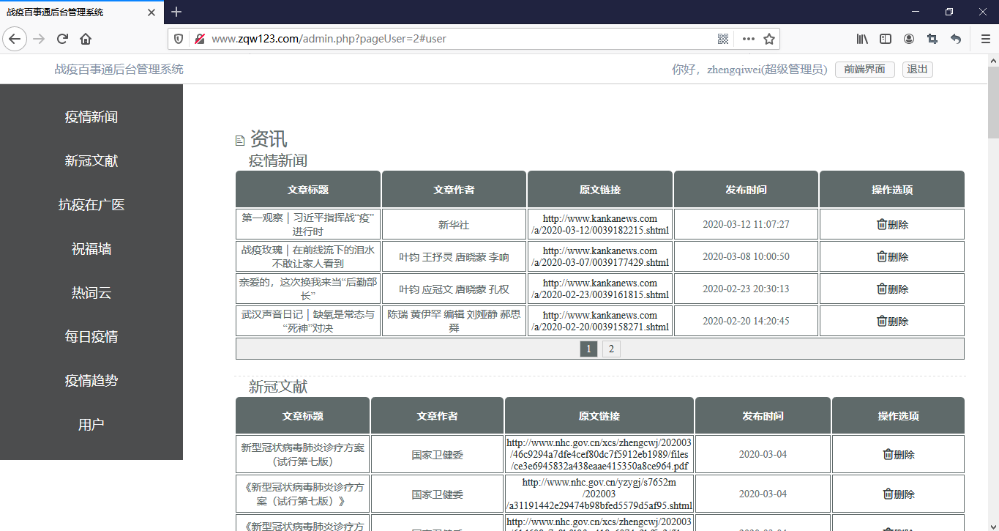 战疫百事通后台管理系统
www.zqw123.com/admin.php?pageUser=2#user
战疫百事通后台管理系统
你好，zhengqiwei(超级管理员) 前端界面 退出
疫情新闻
新冠文献
抗疫在广医
祝福墙
热词云
每日疫情
疫情趋势
用户
资讯
疫情新闻
文章标题 文章作者 原文链接 发布时间 操作选项
第一观察｜习近平指挥战“疫”
进行时
新华社
http://www.kankanews.com
/a/2020-03-12/0039182215.shtml
2020-03-12 11:07:27
删除
战疫玫瑰｜在前线流下的泪水
不敢让家人看到
叶钧 王抒灵 唐晓蒙 李响
http://www.kankanews.com
/a/2020-03-07/0039177429.shtml
2020-03-08 10:00:50
删除
亲爱的，这次换我来当“后勤部
长”
叶钧 应冠文 唐晓蒙 孔权
http://www.kankanews.com
/a/2020-02-23/0039161815.shtml
2020-02-23 20:30:13
删除
武汉声音日记｜缺氧是常态与
“死神”对决
陈瑞 黄伊罕 编辑 刘娅静 郝思
舜
http://www.kankanews.com
/a/2020-02-20/0039158271.shtml
2020-02-20 14:20:45
删除
1 2
新冠文献
文章标题 文章作者 原文链接 发布时间 操作选项
新型冠状病毒肺炎诊疗方案
（试行第七版）
国家卫健委
http://www.nhc.gov.cn/xcs/zhengcwj/202003
/46c9294a7dfe4cef80dc7f5912eb1989/files
/ce3e6945832a438eaae415350a8ce964.pdf
2020-03-04
删除
《新型冠状病毒肺炎诊疗方
案（试行第七版）》
国家卫健委
http://www.nhc.gov.cn/yzygj/s7652m
/202003
/a31191442e29474b98bfed5579d5af95.shtml
2020-03-04
删除
《新型冠状病毒肺炎诊疗方
http://www.nhc.gov.cn/xcs/zhengcwj/202003